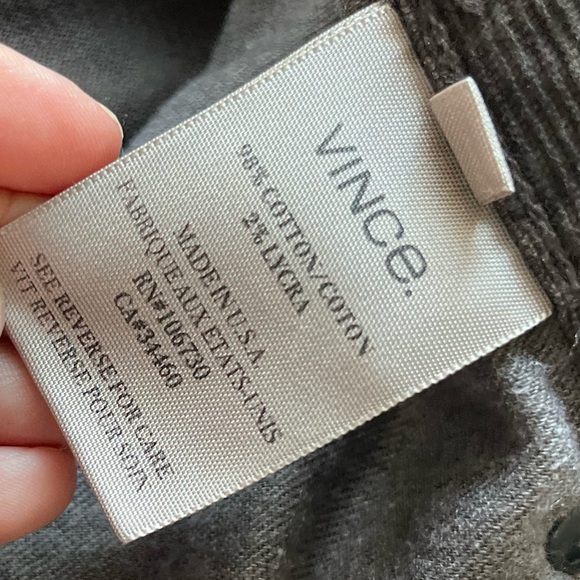 VINCE.
98% COTTON/COTON
2% LYCRA
MADE IN U.S.A
FABRIQUE AUX ETATS-UNIS
RN#106730
CA#34460
SEE REVERSE FOR CARE
VIT REVERSE POUR SOIN